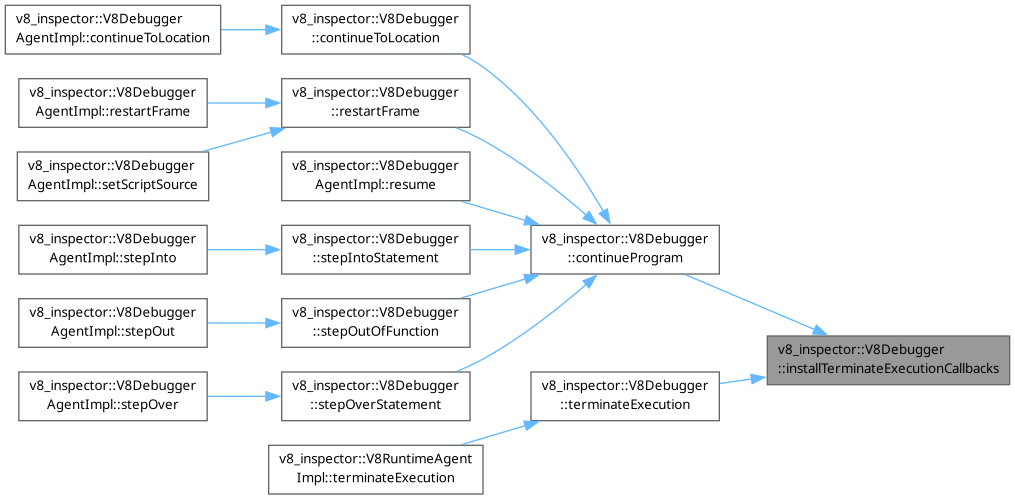 v8_inspector::V8Debugger
AgentImpl::continueToLocation
v8_inspector::V8Debugger
::continueToLocation
v8_inspector::V8Debugger
AgentImpl::restartFrame
v8_inspector::V8Debugger
::restartFrame
v8_inspector::V8Debugger
AgentImpl::setScriptSource
v8_inspector::V8Debugger
AgentImpl::resume
v8_inspector::V8Debugger
AgentImpl::stepInto
v8_inspector::V8Debugger
::stepIntoStatement
v8_inspector::V8Debugger
::continueProgram
v8_inspector::V8Debugger
AgentImpl::stepOut
v8_inspector::V8Debugger
::stepOutOfFunction
v8_inspector::V8Debugger
::installTerminateExecutionCallbacks
v8_inspector::V8Debugger
AgentImpl::stepOver
v8_inspector::V8Debugger
::stepOverStatement
v8_inspector::V8Debugger
::terminateExecution
v8_inspector::V8RuntimeAgent
Impl::terminateExecution